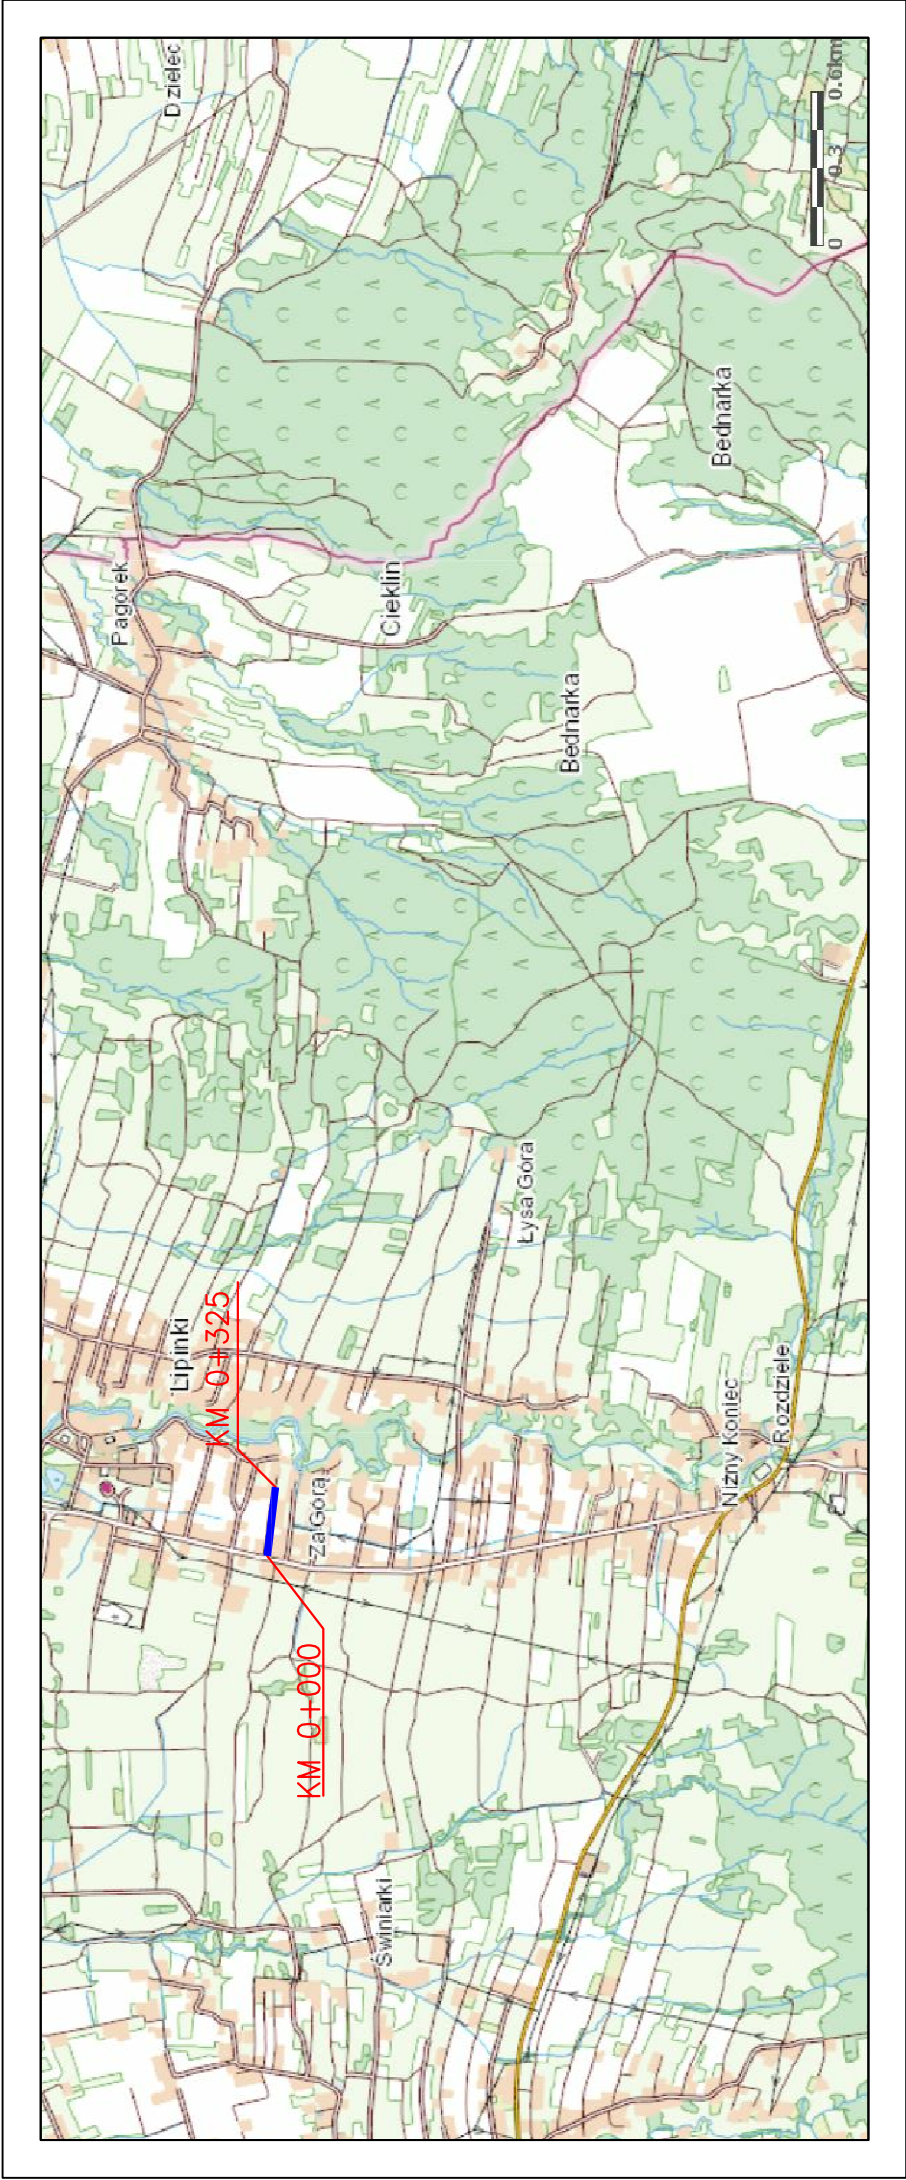 Pagórek
Dzielec
Lipinki
KM 0+325
KM 0+000
Za Górą
Świniarki
Cieklin
Łysa Góra
Bednarka
Niżny Koniec
Bednarka
Rozdziele
0 0.3 0.6km